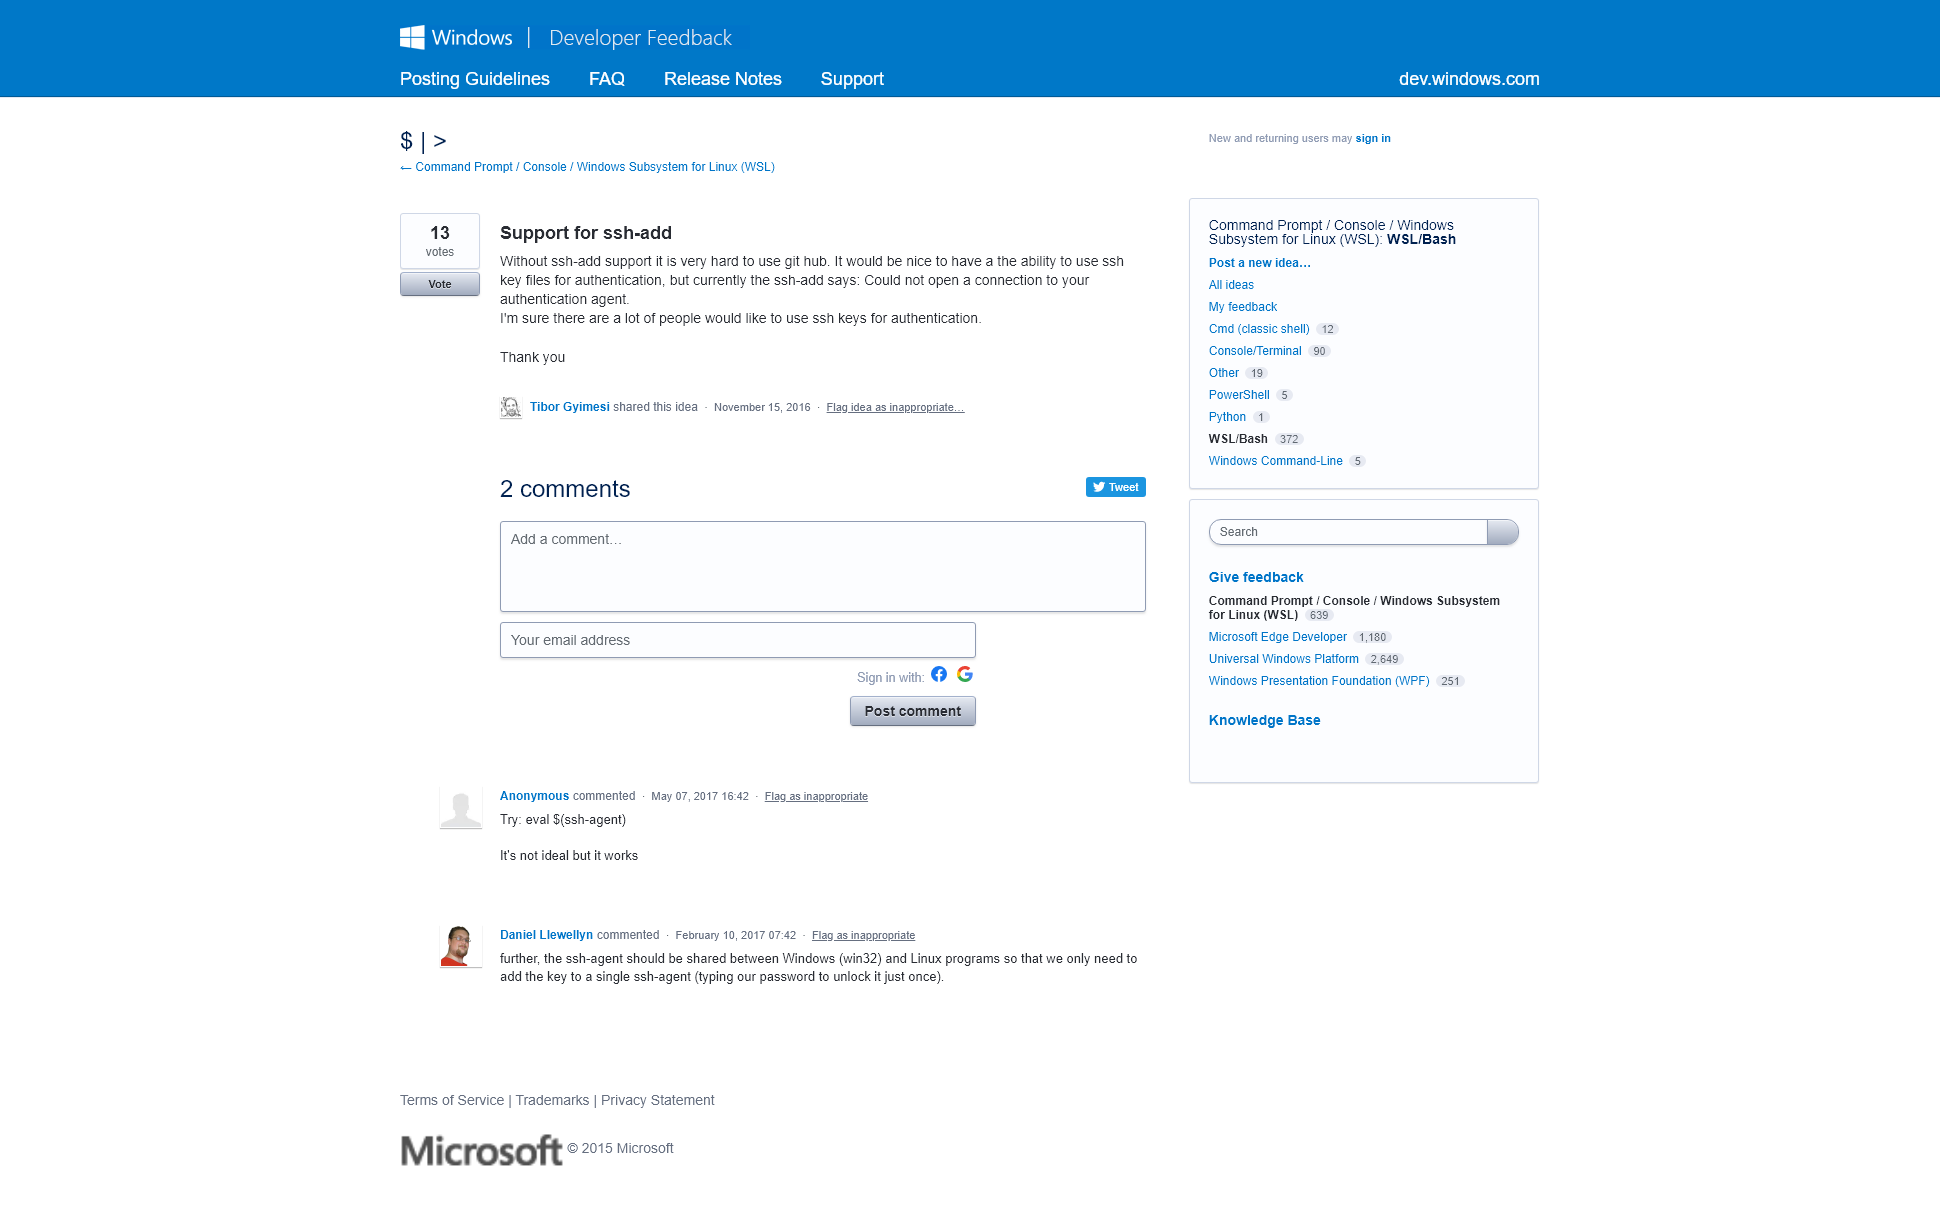 Windows | Developer Feedback
Posting Guidelines FAQ Release Notes Support dev.windows.com
$ | >
New and returning users may sign in
← Command Prompt / Console / Windows Subsystem for Linux (WSL)
13
votes
Vote
Support for ssh-add
Without ssh-add support it is very hard to use git hub. It would be nice to have a the ability to use ssh
key files for authentication, but currently the ssh-add says: Could not open a connection to your
authentication agent.
I'm sure there are a lot of people would like to use ssh keys for authentication.
Thank you
Tibor Gyimesi shared this idea · November 15, 2016 · Flag idea as inappropriate…
2 comments
Tweet
Add a comment…
Your email address
Sign in with:
Post comment
Anonymous commented · May 07, 2017 16:42 · Flag as inappropriate
Try: eval $(ssh-agent)
It's not ideal but it works
Daniel Llewellyn commented · February 10, 2017 07:42 · Flag as inappropriate
further, the ssh-agent should be shared between Windows (win32) and Linux programs so that we only need to
add the key to a single ssh-agent (typing our password to unlock it just once).
Command Prompt / Console / Windows
Subsystem for Linux (WSL): WSL/Bash
Post a new idea…
All ideas
My feedback
Cmd (classic shell) 12
Console/Terminal 90
Other 19
PowerShell 5
Python 1
WSL/Bash 372
Windows Command-Line 5
Search
Give feedback
Command Prompt / Console / Windows Subsystem
for Linux (WSL) 639
Microsoft Edge Developer 1,180
Universal Windows Platform 2,649
Windows Presentation Foundation (WPF) 251
Knowledge Base
Terms of Service | Trademarks | Privacy Statement
Microsoft © 2015 Microsoft